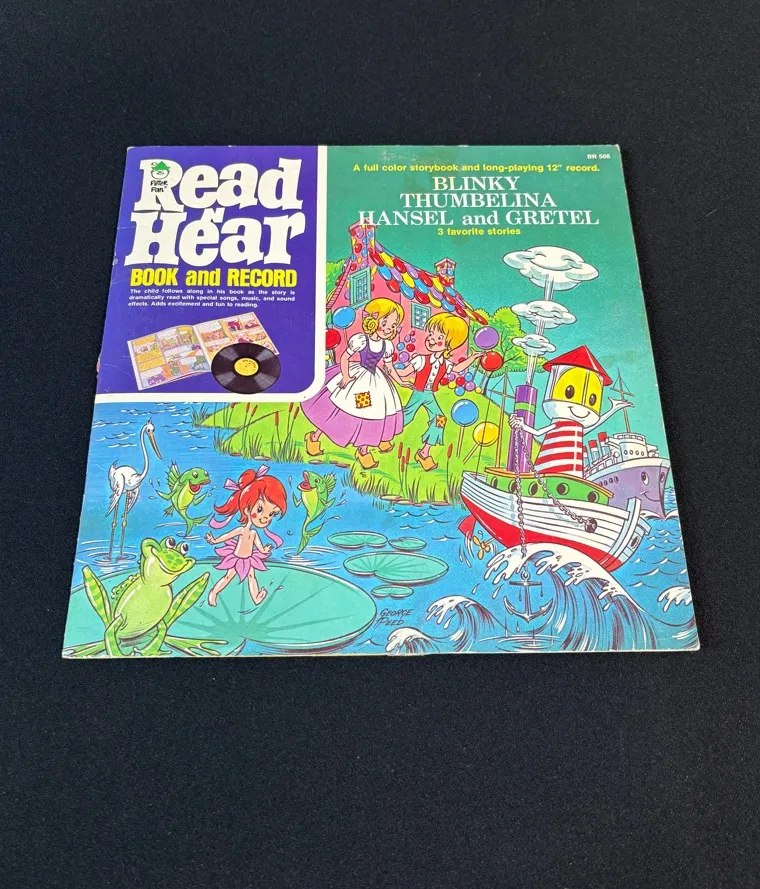 Peter
Pan
Read
& Hear
BOOK and RECORD
The child follows along in his book as the story is
dramatically read with special songs, music, and sound
effects. Adds excitement and fun to reading.
BR 506
A full color storybook and long-playing 12" record.
BLINKY
THUMBELINA
HANSEL and GRETEL
3 favorite stories
GEORGE
PEED